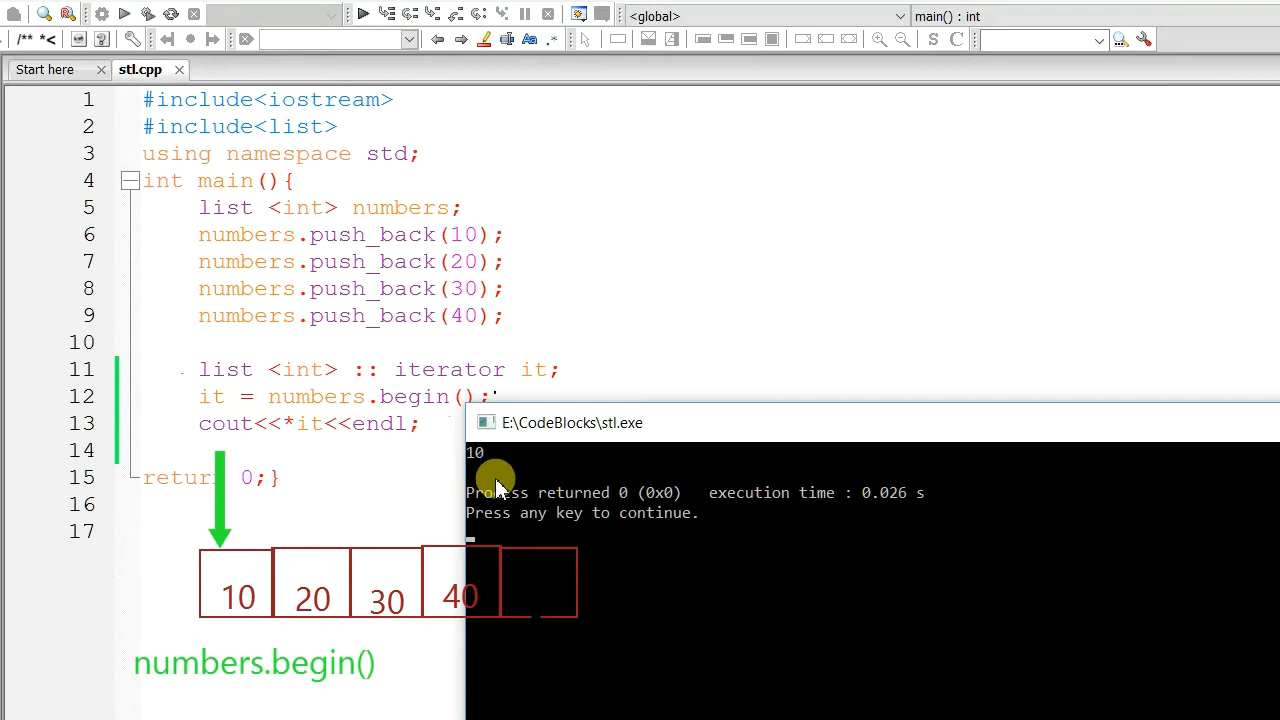 <global>
main() : int
/** *<
Aa .*
S C
Start here
stl.cpp
1 #include<iostream>
2 #include<list>
3 using namespace std;
4 int main(){
5 list <int> numbers;
6 numbers.push_back(10);
7 numbers.push_back(20);
8 numbers.push_back(30);
9 numbers.push_back(40);
10
11 list <int> :: iterator it;
12 it = numbers.begin();
13 cout<<*it<<endl;
14
15 return 0;}
16
17
E:\CodeBlocks\stl.exe
10
Process returned 0 (0x0) execution time : 0.026 s
Press any key to continue.
10 20 30 40
numbers.begin()